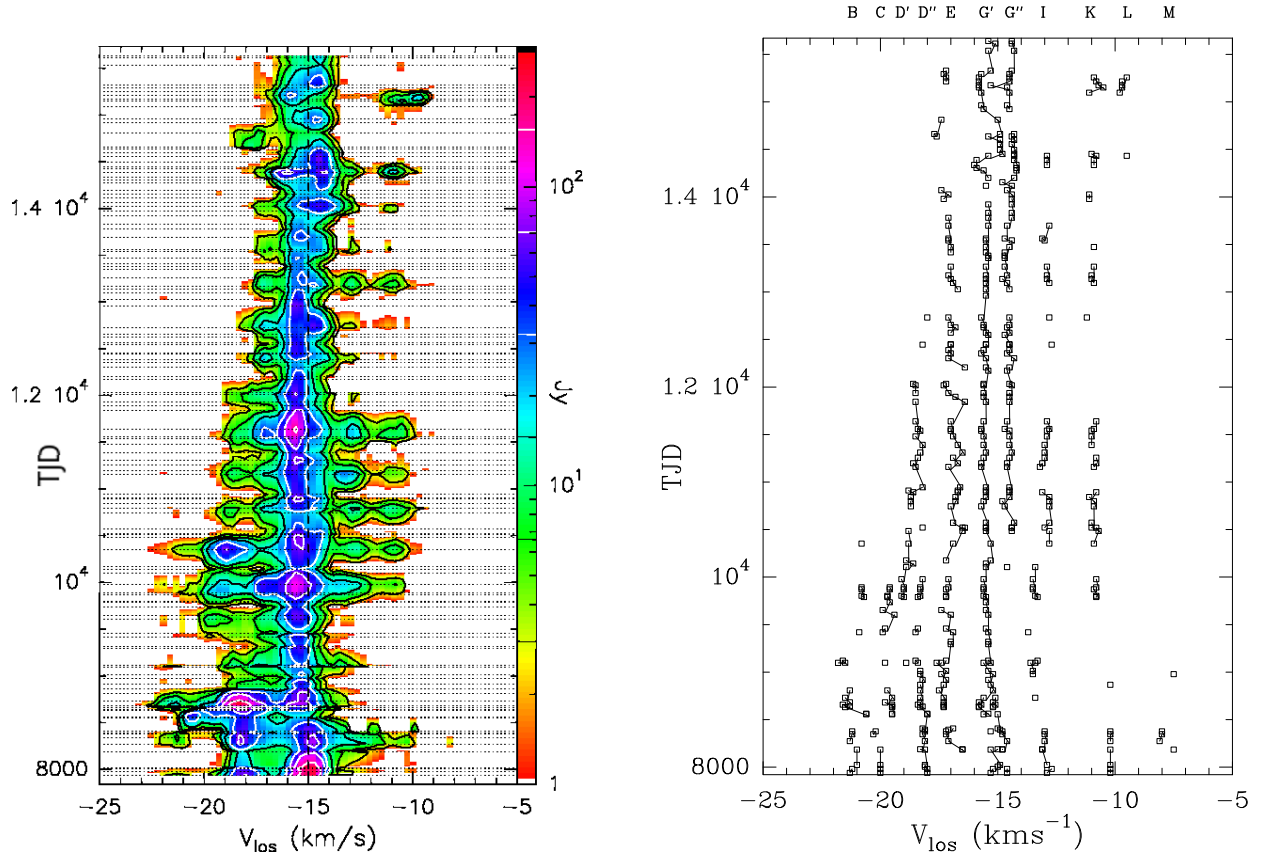 B C D′ D″ E G′ G″ I K L M
1.4 10⁴
1.2 10⁴
10⁴
8000
TJD
−25 −20 −15 −10 −5
V_los (km/s)
10²
Jy
10¹
1
1.4 10⁴
1.2 10⁴
10⁴
8000
TJD
−25 −20 −15 −10 −5
V_los (kms⁻¹)